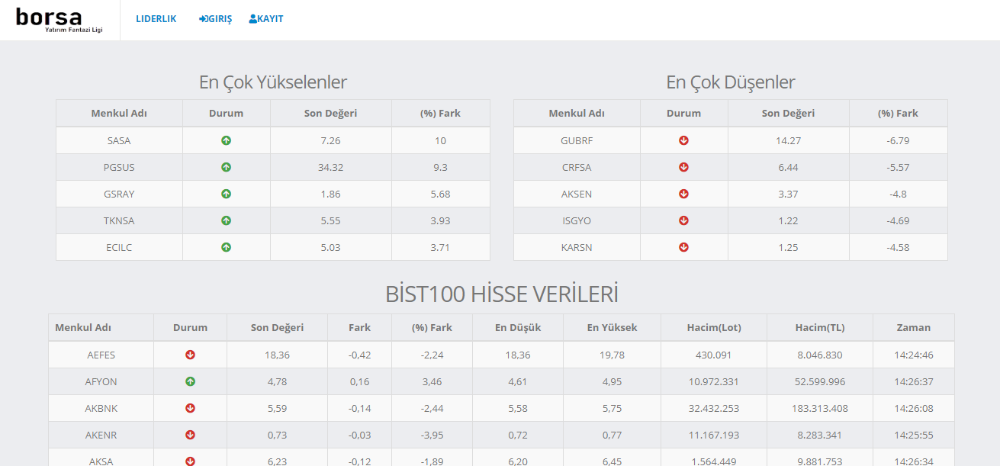 borsa
Yatırım Fantazi Ligi
LIDERLIK GIRIŞ KAYIT
En Çok Yükselenler
Menkul Adı Durum Son Değeri (%) Fark
SASA 7.26 10
PGSUS 34.32 9.3
GSRAY 1.86 5.68
TKNSA 5.55 3.93
ECILC 5.03 3.71
En Çok Düşenler
Menkul Adı Durum Son Değeri (%) Fark
GUBRF 14.27 -6.79
CRFSA 6.44 -5.57
AKSEN 3.37 -4.8
ISGYO 1.22 -4.69
KARSN 1.25 -4.58
BİST100 HİSSE VERİLERİ
Menkul Adı Durum Son Değeri Fark (%) Fark En Düşük En Yüksek Hacim(Lot) Hacim(TL) Zaman
AEFES 18,36 -0,42 -2,24 18,36 19,78 430.091 8.046.830 14:24:46
AFYON 4,78 0,16 3,46 4,61 4,95 10.972.331 52.599.996 14:26:37
AKBNK 5,59 -0,14 -2,44 5,58 5,75 32.432.253 183.313.408 14:26:08
AKENR 0,73 -0,03 -3,95 0,72 0,77 11.167.193 8.283.341 14:25:55
AKSA 6,23 -0,12 -1,89 6,20 6,45 1.564.449 9.881.753 14:26:34